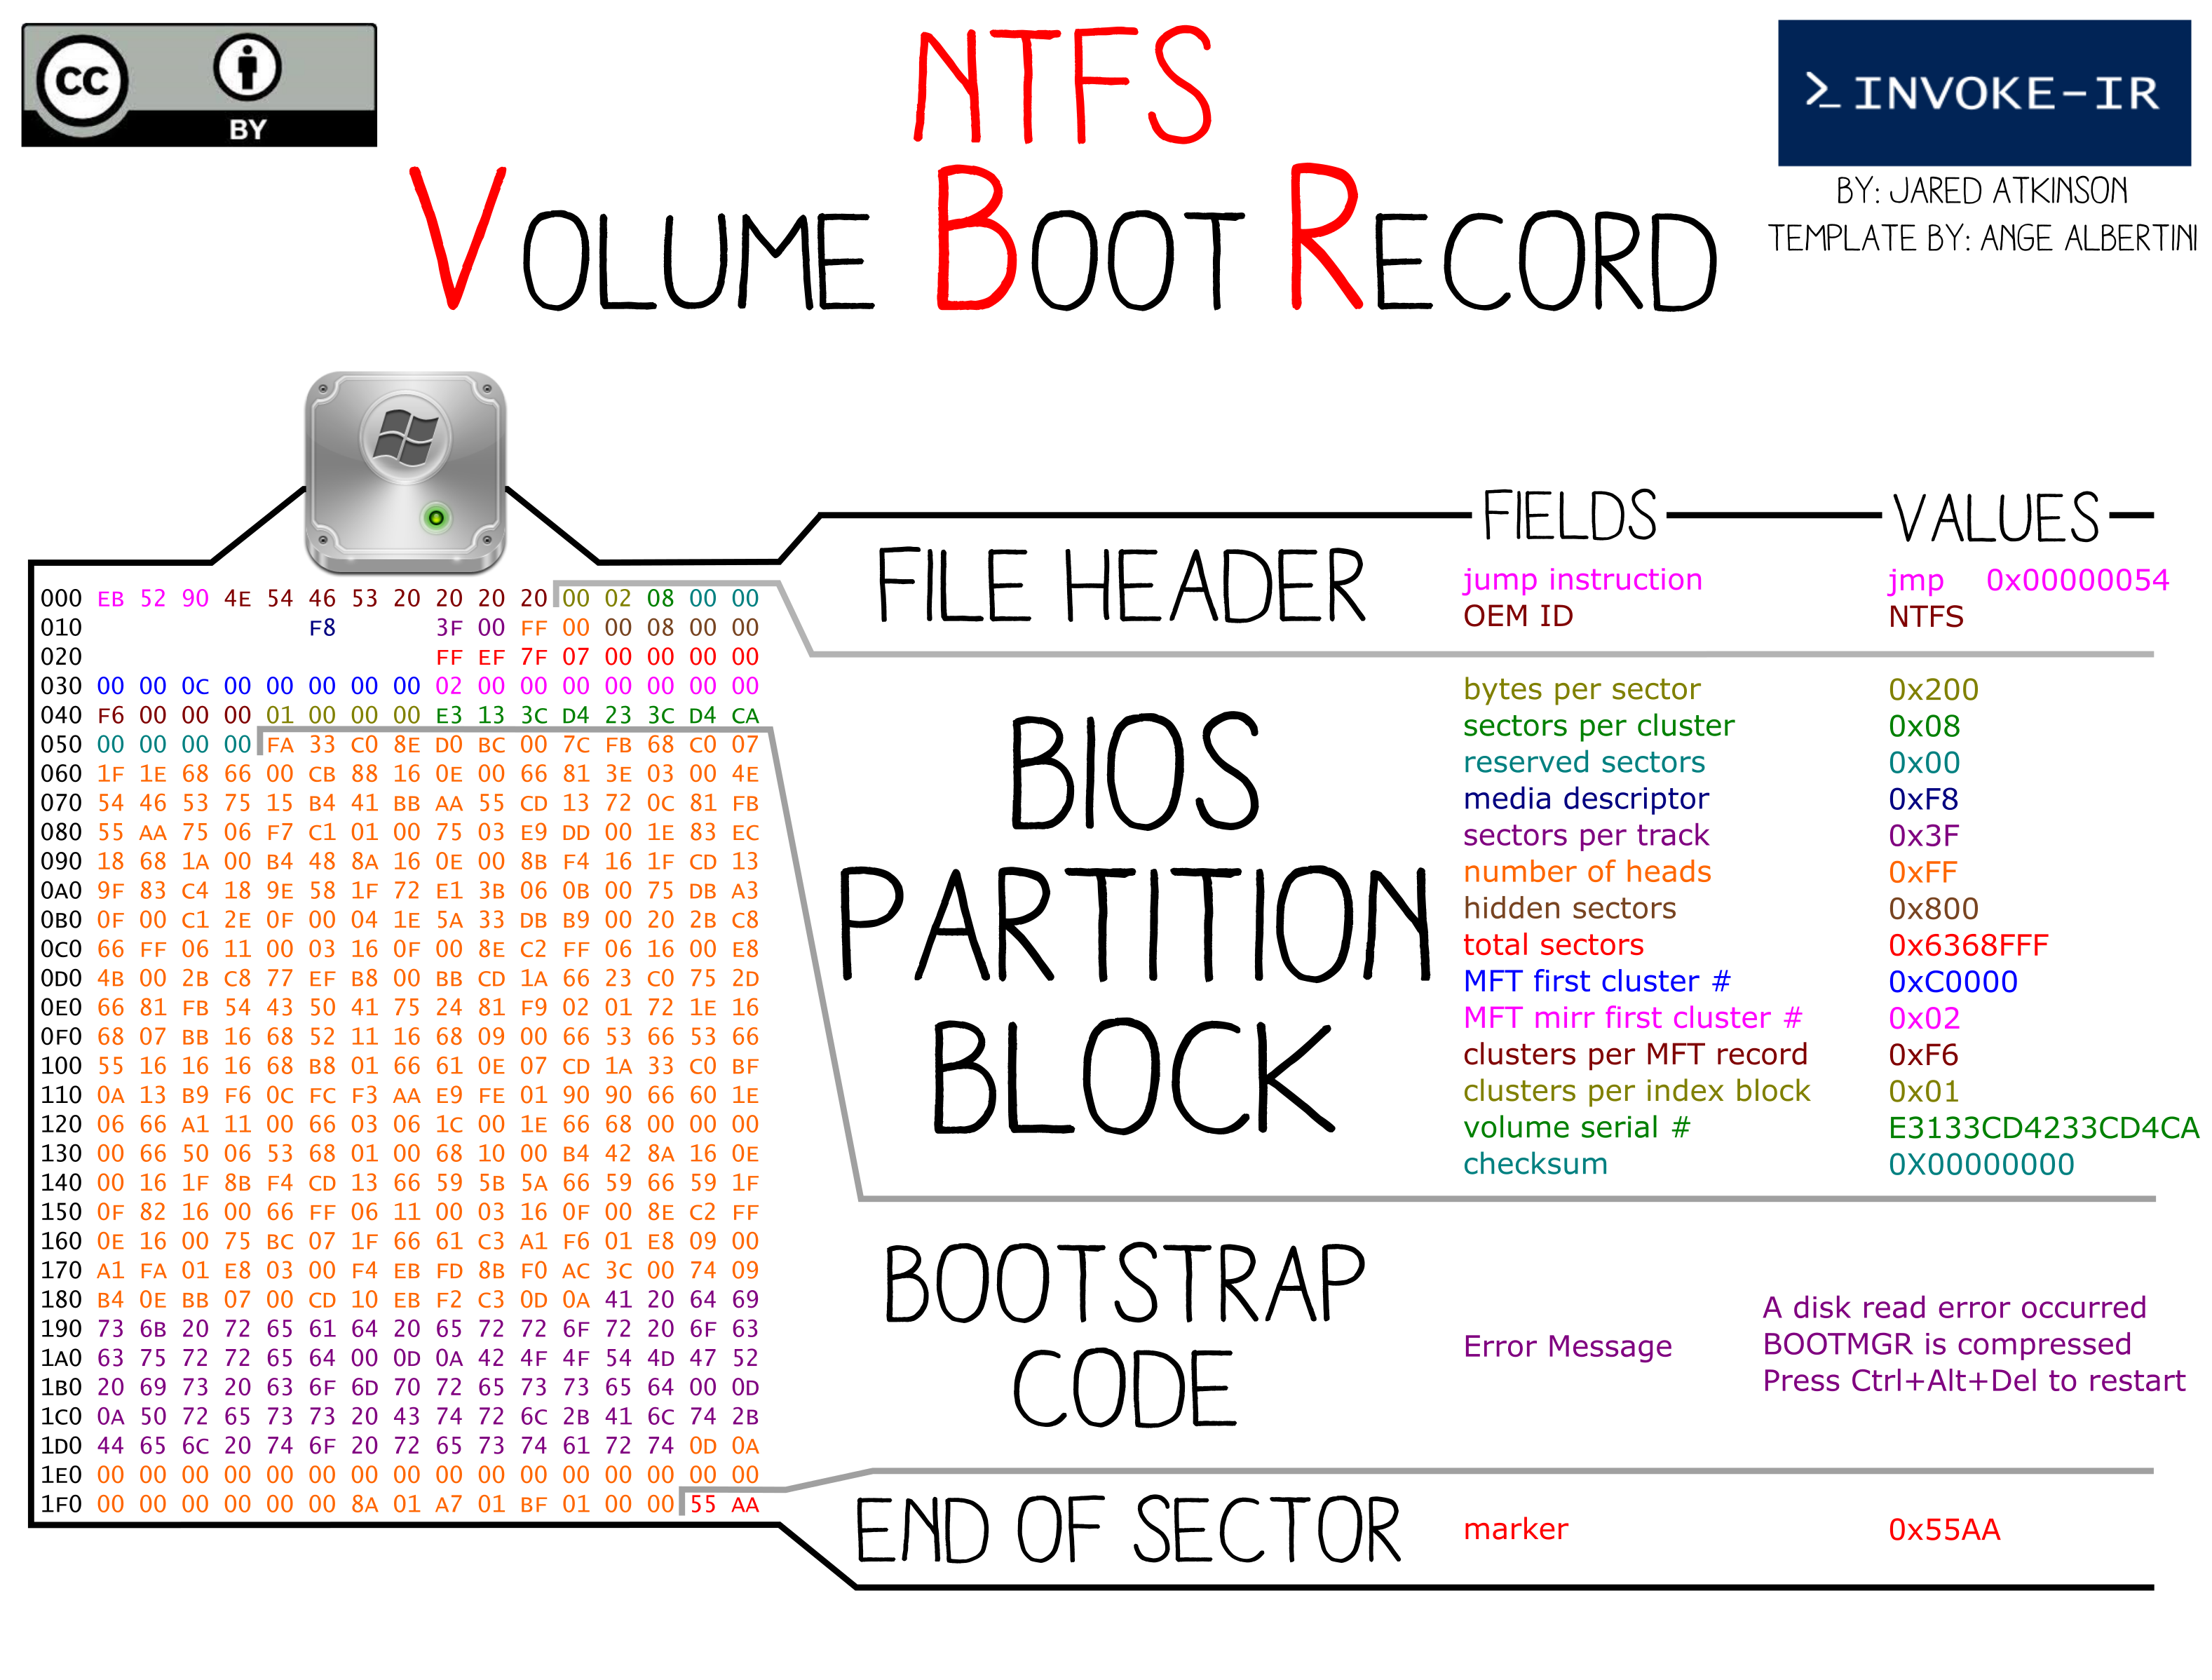 CC
BY
NTFS
VOLUME BOOT RECORD
>_ INVOKE-IR
BY: JARED ATKINSON
TEMPLATE BY: ANGE ALBERTINI
FIELDS
VALUES
000 EB 52 90 4E 54 46 53 20 20 20 20 00 02 08 00 00
010 F8 3F 00 FF 00 00 08 00 00
020 FF EF 7F 07 00 00 00 00
030 00 00 0C 00 00 00 00 00 02 00 00 00 00 00 00 00
040 F6 00 00 00 01 00 00 00 E3 13 3C D4 23 3C D4 CA
050 00 00 00 00 FA 33 C0 8E D0 BC 00 7C FB 68 C0 07
060 1F 1E 68 66 00 CB 88 16 0E 00 66 81 3E 03 00 4E
070 54 46 53 75 15 B4 41 BB AA 55 CD 13 72 0C 81 FB
080 55 AA 75 06 F7 C1 01 00 75 03 E9 DD 00 1E 83 EC
090 18 68 1A 00 B4 48 8A 16 0E 00 8B F4 16 1F CD 13
0A0 9F 83 C4 18 9E 58 1F 72 E1 3B 06 0B 00 75 DB A3
0B0 0F 00 C1 2E 0F 00 04 1E 5A 33 DB B9 00 20 2B C8
0C0 66 FF 06 11 00 03 16 0F 00 8E C2 FF 06 16 00 E8
0D0 4B 00 2B C8 77 EF B8 00 BB CD 1A 66 23 C0 75 2D
0E0 66 81 FB 54 43 50 41 75 24 81 F9 02 01 72 1E 16
0F0 68 07 BB 16 68 52 11 16 68 09 00 66 53 66 53 66
100 55 16 16 16 68 B8 01 66 61 0E 07 CD 1A 33 C0 BF
110 0A 13 B9 F6 0C FC F3 AA E9 FE 01 90 90 66 60 1E
120 06 66 A1 11 00 66 03 06 1C 00 1E 66 68 00 00 00
130 00 66 50 06 53 68 01 00 68 10 00 B4 42 8A 16 0E
140 00 16 1F 8B F4 CD 13 66 59 5B 5A 66 59 66 59 1F
150 0F 82 16 00 66 FF 06 11 00 03 16 0F 00 8E C2 FF
160 0E 16 00 75 BC 07 1F 66 61 C3 A1 F6 01 E8 09 00
170 A1 FA 01 E8 03 00 F4 EB FD 8B F0 AC 3C 00 74 09
180 B4 0E BB 07 00 CD 10 EB F2 C3 0D 0A 41 20 64 69
190 73 6B 20 72 65 61 64 20 65 72 72 6F 72 20 6F 63
1A0 63 75 72 72 65 64 00 0D 0A 42 4F 4F 54 4D 47 52
1B0 20 69 73 20 63 6F 6D 70 72 65 73 73 65 64 00 0D
1C0 0A 50 72 65 73 73 20 43 74 72 6C 2B 41 6C 74 2B
1D0 44 65 6C 20 74 6F 20 72 65 73 74 61 72 74 0D 0A
1E0 00 00 00 00 00 00 00 00 00 00 00 00 00 00 00 00
1F0 00 00 00 00 00 00 8A 01 A7 01 BF 01 00 00 55 AA
FILE HEADER
jump instruction jmp 0x00000054
OEM ID NTFS
BIOS
PARTITION
BLOCK
bytes per sector 0x200
sectors per cluster 0x08
reserved sectors 0x00
media descriptor 0xF8
sectors per track 0x3F
number of heads 0xFF
hidden sectors 0x800
total sectors 0x6368FFF
MFT first cluster # 0xC0000
MFT mirr first cluster # 0x02
clusters per MFT record 0xF6
clusters per index block 0x01
volume serial # E3133CD4233CD4CA
checksum 0X00000000
BOOTSTRAP
CODE
Error Message
A disk read error occurred
BOOTMGR is compressed
Press Ctrl+Alt+Del to restart
END OF SECTOR
marker 0x55AA